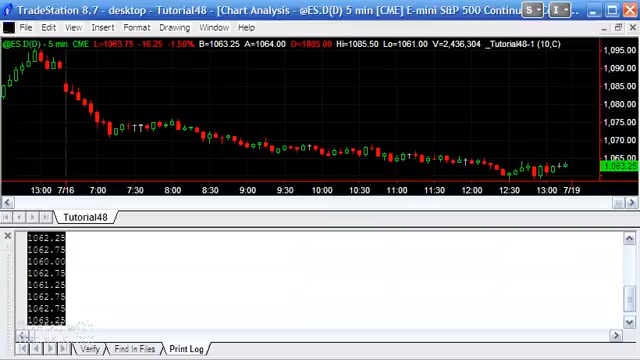 TradeStation 8.7 - desktop - Tutorial48 - [Chart Analysis - @ES.D(D) 5 min [CME] E-mini S&P 500 Continu
S
I
File Edit View Insert Format Drawing Window Help
@ES.D(D) - 5 min CME L=1063.75 -16.25 -1.50% B=1063.25 A=1064.00 O=1085.00 Hi=1085.50 Lo=1061.00 V=2,436,304 _Tutorial48-1 (10,C)
1,095.00
1,090.00
1,085.00
1,080.00
1,075.00
1,070.00
1,065.00
1,063.25
13:00 7/16 7:00 7:30 8:00 8:30 9:00 9:30 10:00 10:30 11:00 11:30 12:00 12:30 13:00 7/19
Tutorial48
1062.25
1062.75
1060.00
1062.25
1061.25
1062.75
1062.75
1063.25
Verify Find In Files Print Log